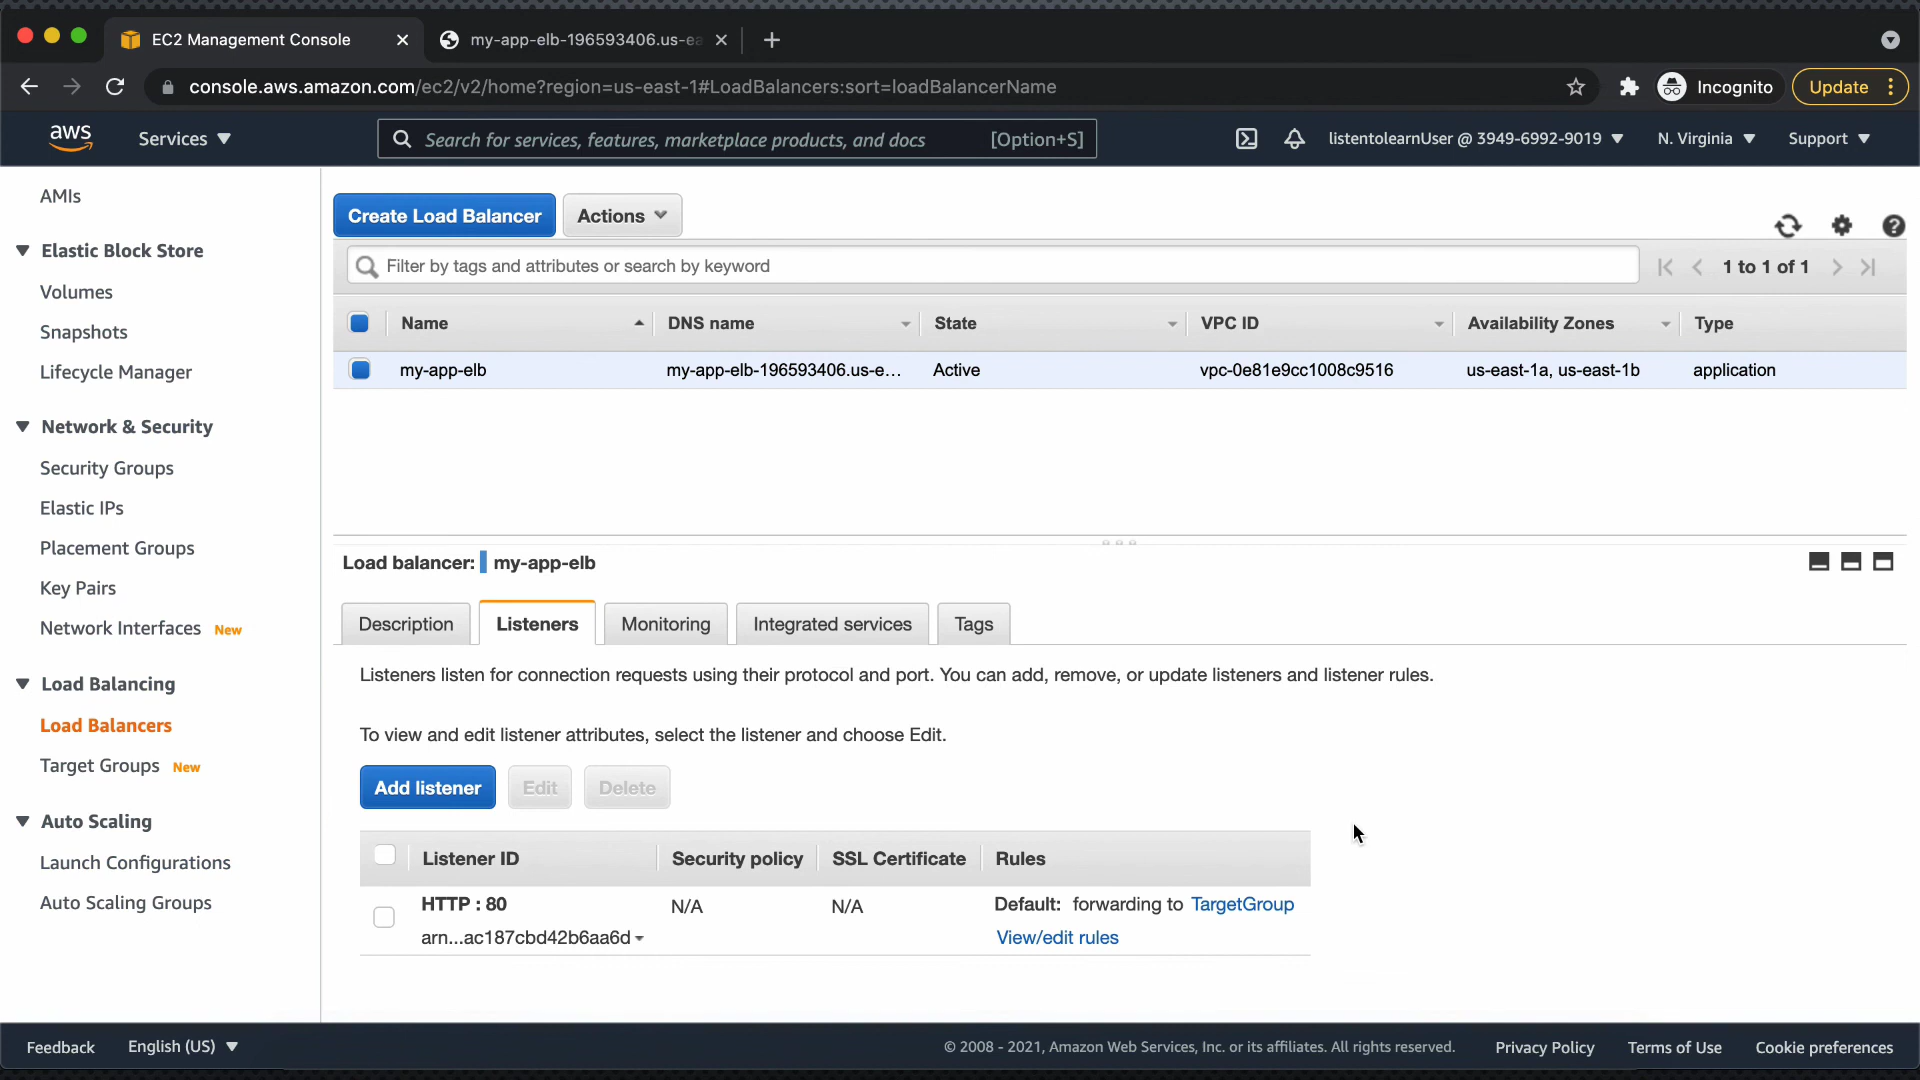 EC2 Management Console
my-app-elb-196593406.us-ea
console.aws.amazon.com/ec2/v2/home?region=us-east-1#LoadBalancers:sort=loadBalancerName
Incognito
Update
aws
Services
Search for services, features, marketplace products, and docs
[Option+S]
listentolearnUser @ 3949-6992-9019
N. Virginia
Support
AMIs
Elastic Block Store
Volumes
Snapshots
Lifecycle Manager
Network & Security
Security Groups
Elastic IPs
Placement Groups
Key Pairs
Network Interfaces New
Load Balancing
Load Balancers
Target Groups New
Auto Scaling
Launch Configurations
Auto Scaling Groups
Create Load Balancer
Actions
Filter by tags and attributes or search by keyword
1 to 1 of 1
Name DNS name State VPC ID Availability Zones Type
my-app-elb my-app-elb-196593406.us-e... Active vpc-0e81e9cc1008c9516 us-east-1a, us-east-1b application
Load balancer: my-app-elb
Description
Listeners
Monitoring
Integrated services
Tags
Listeners listen for connection requests using their protocol and port. You can add, remove, or update listeners and listener rules.
To view and edit listener attributes, select the listener and choose Edit.
Add listener
Edit
Delete
Listener ID Security policy SSL Certificate Rules
HTTP : 80 N/A N/A Default: forwarding to TargetGroup
arn...ac187cbd42b6aa6d View/edit rules
Feedback
English (US)
© 2008 - 2021, Amazon Web Services, Inc. or its affiliates. All rights reserved.
Privacy Policy
Terms of Use
Cookie preferences